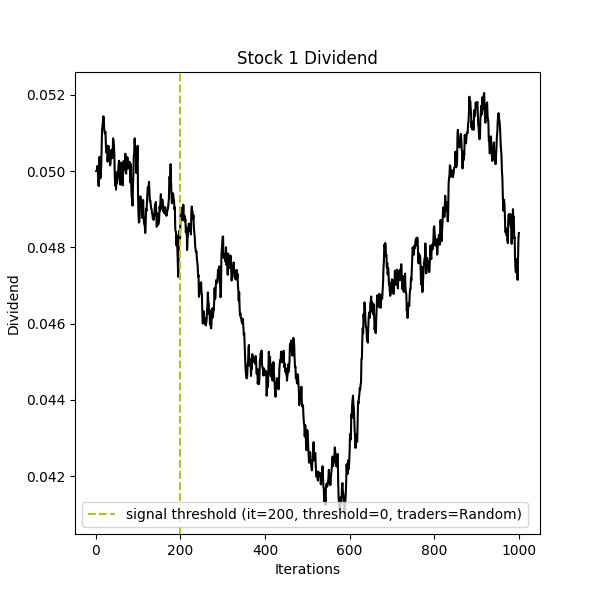 Stock 1 Dividend
0.052
0.050
0.048
0.046
0.044
0.042
Dividend
signal threshold (it=200, threshold=0, traders=Random)
0 200 400 600 800 1000
Iterations